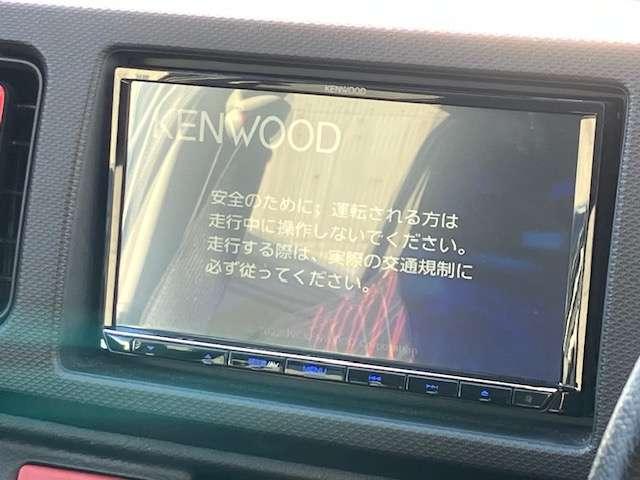 KENWOOD
KENWOOD
安全のために、運転される方は
走行中に操作しないでください。
走行する際は、実際の交通規制に
必ず従ってください。
Corporation
MENU